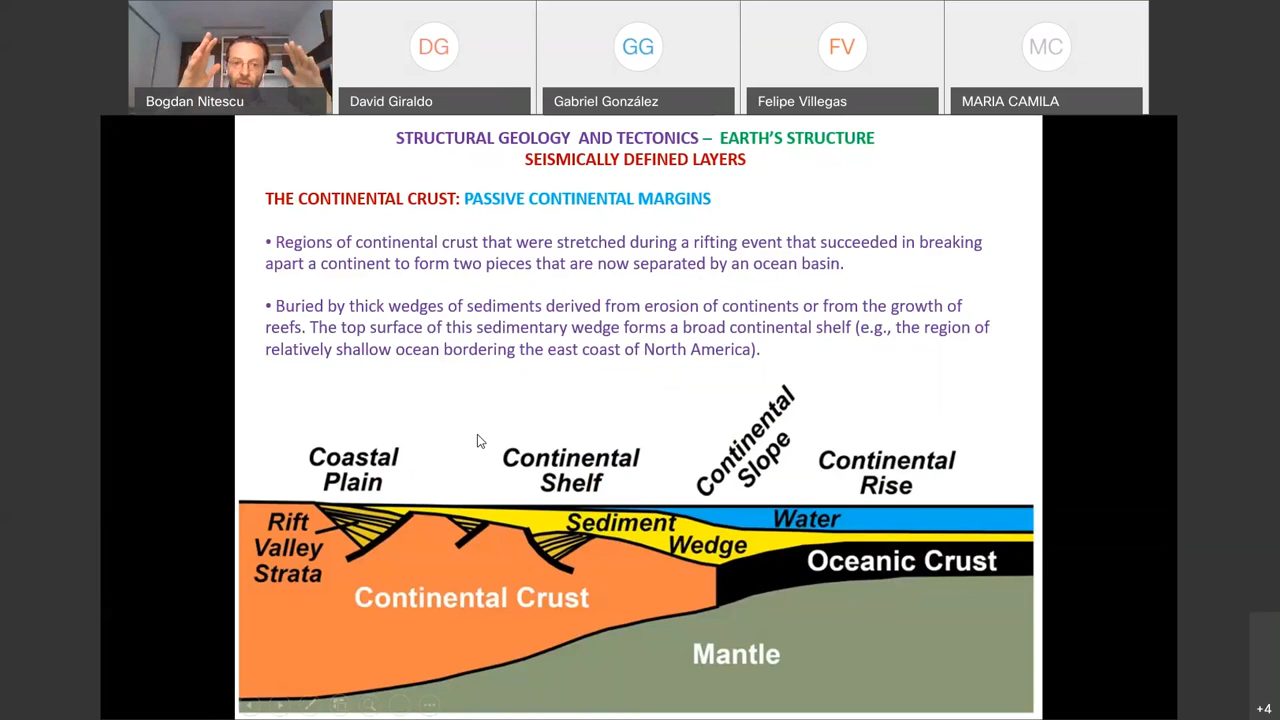 DG
GG
FV
MC
Bogdan Nitescu
David Giraldo
Gabriel González
Felipe Villegas
MARIA CAMILA
STRUCTURAL GEOLOGY AND TECTONICS – EARTH'S STRUCTURE
SEISMICALLY DEFINED LAYERS
THE CONTINENTAL CRUST: PASSIVE CONTINENTAL MARGINS
• Regions of continental crust that were stretched during a rifting event that succeeded in breaking
apart a continent to form two pieces that are now separated by an ocean basin.
• Buried by thick wedges of sediments derived from erosion of continents or from the growth of
reefs. The top surface of this sedimentary wedge forms a broad continental shelf (e.g., the region of
relatively shallow ocean bordering the east coast of North America).
Coastal
Plain
Continental
Shelf
Continental
Slope
Continental
Rise
Rift
Valley
Strata
Sediment
Wedge
Water
Oceanic Crust
Continental Crust
Mantle
+4